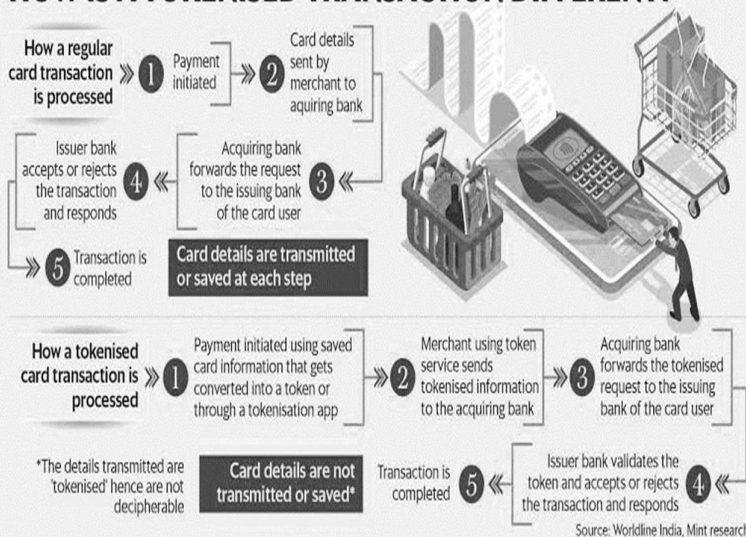 HOW IS A TOKENISED TRANSACTION DIFFERENT?
How a regular
card transaction
is processed
1
Payment
initiated
2
Card details
sent by
merchant to
aquiring bank
3
Acquiring bank
forwards the request
to the issuing bank
of the card user
4
Issuer bank
accepts or rejects
the transaction
and responds
5
Transaction is
completed
Card details are transmitted
or saved at each step
How a tokenised
card transaction is
processed
1
Payment initiated using saved
card information that gets
converted into a token or
through a tokenisation app
2
Merchant using token
service sends
tokenised information
to the acquiring bank
3
Acquiring bank
forwards the tokenised
request to the issuing
bank of the card user
4
Issuer bank validates the
token and accepts or rejects
the transaction and responds
5
Transaction is
completed
Card details are not
transmitted or saved*
*The details transmitted are
'tokenised' hence are not
decipherable
Source: Worldline India, Mint research